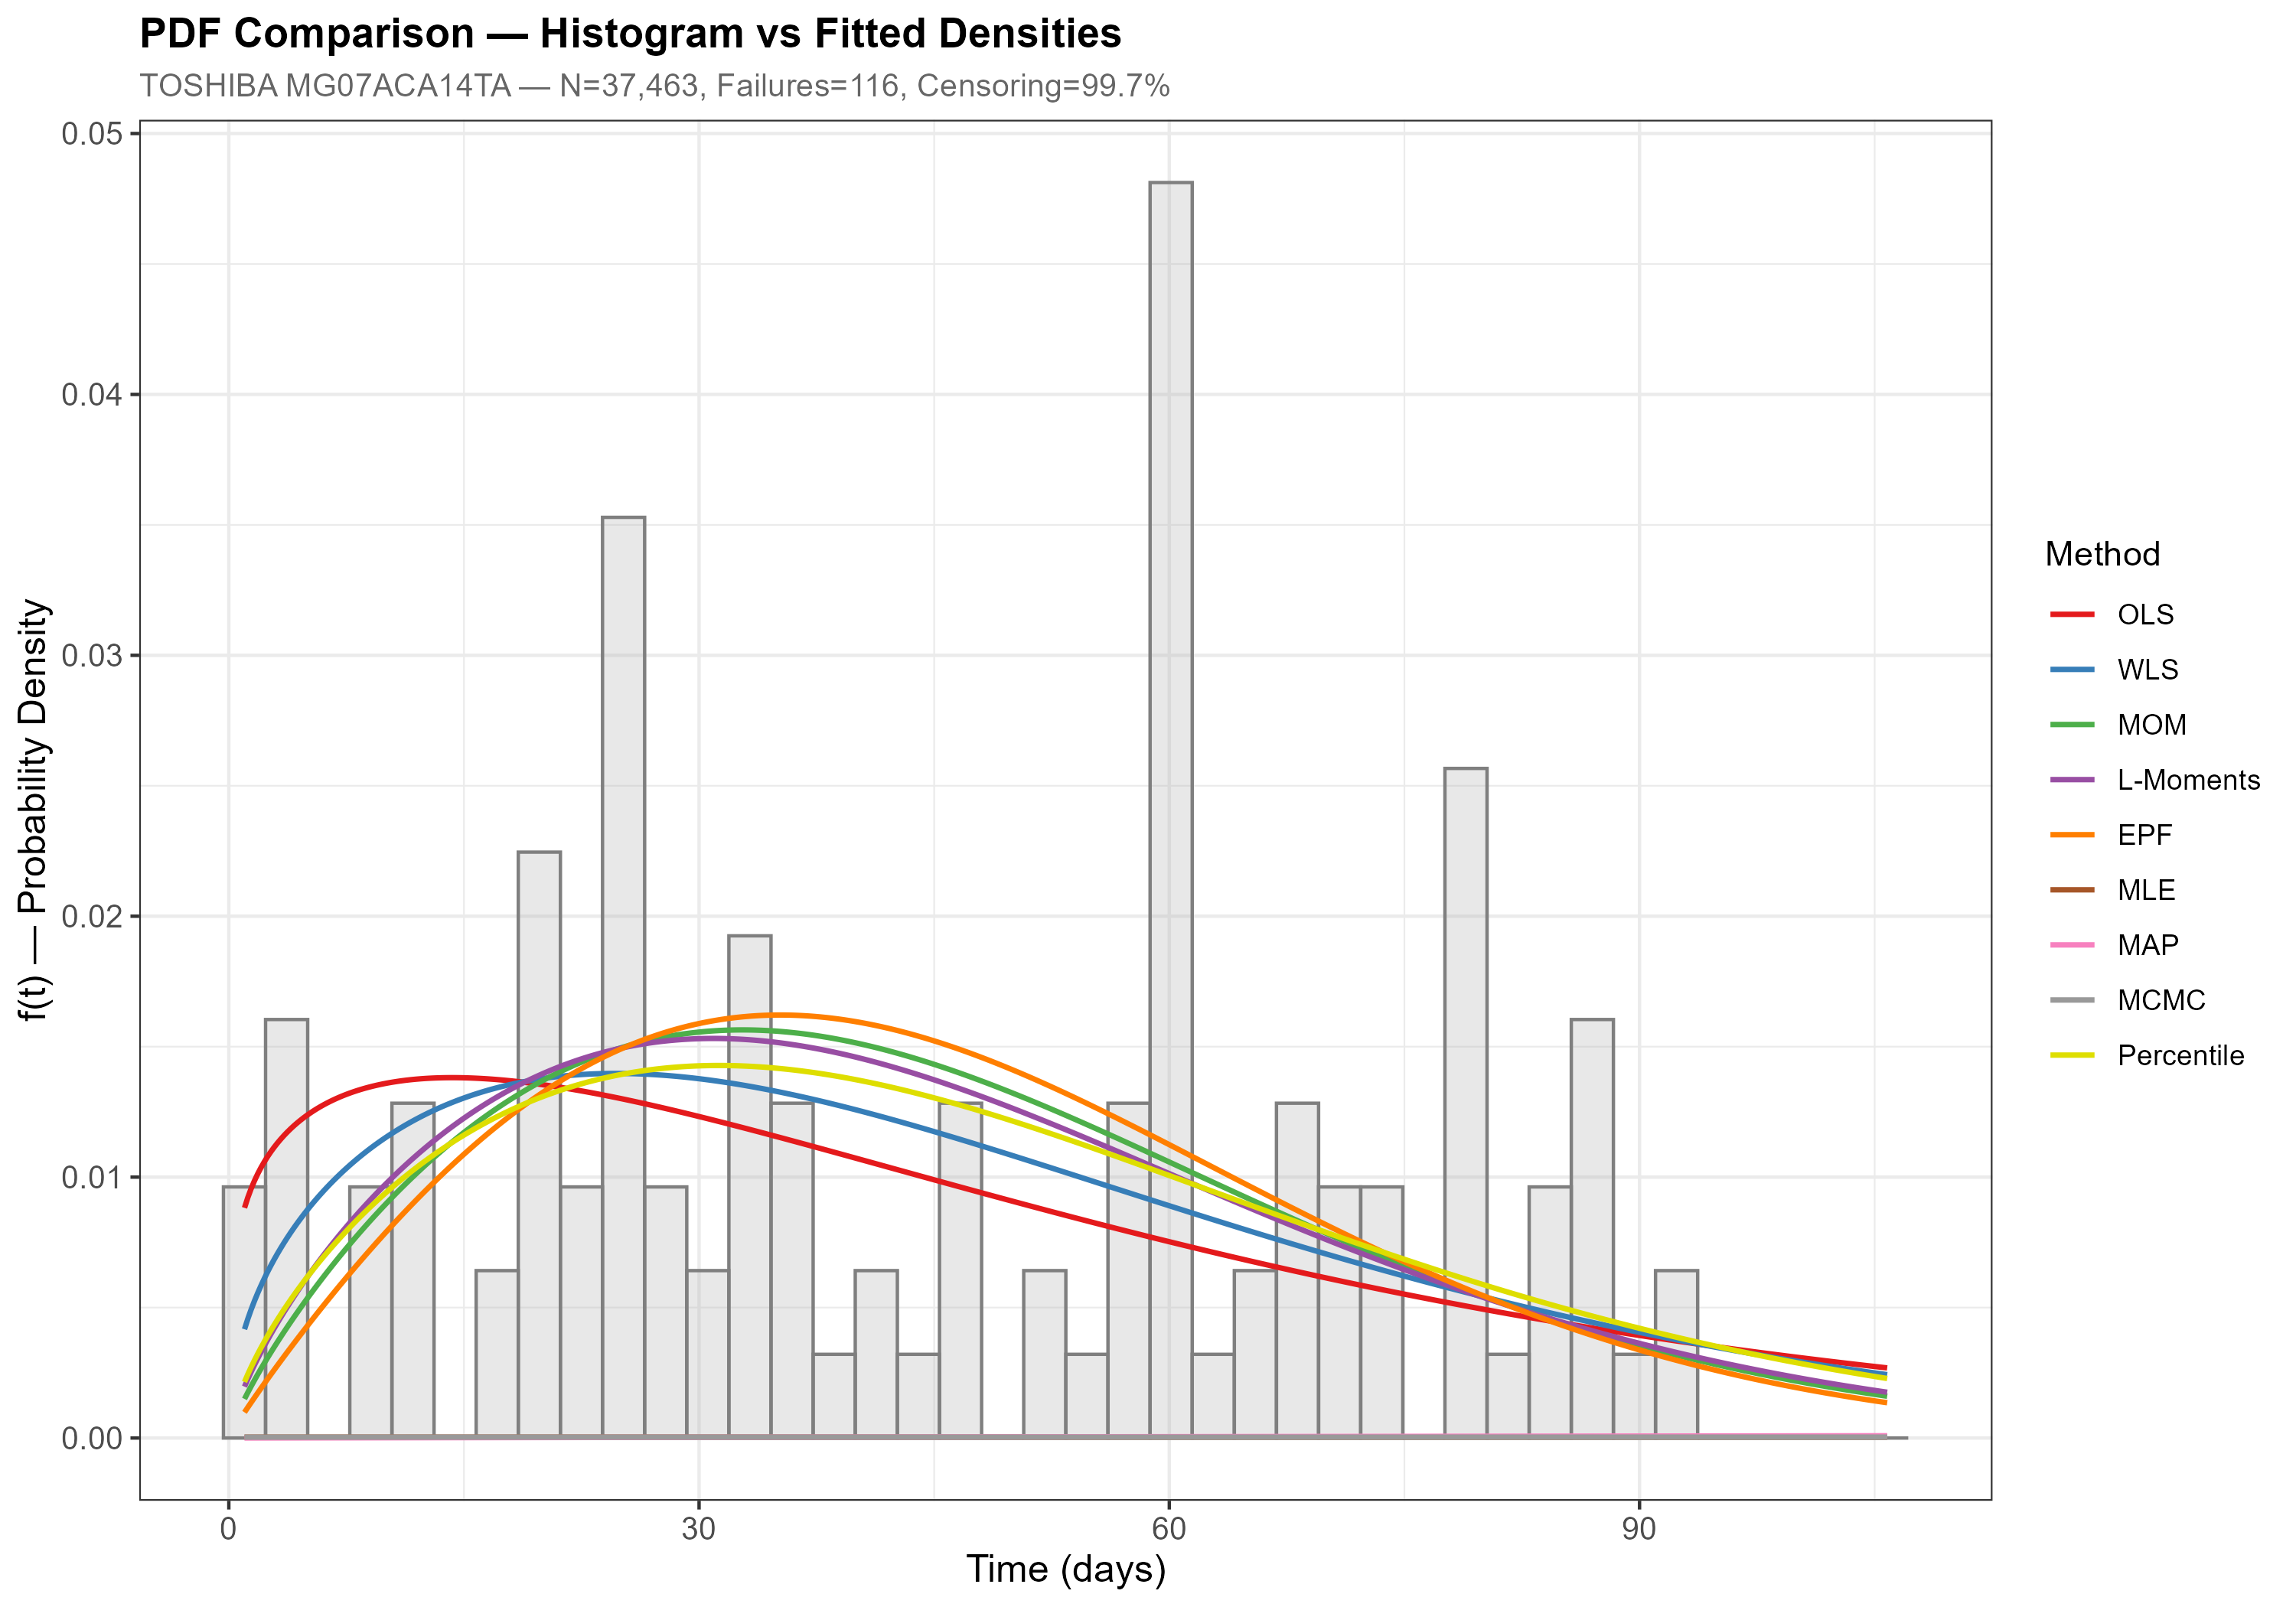 PDF Comparison — Histogram vs Fitted Densities
TOSHIBA MG07ACA14TA — N=37,463, Failures=116, Censoring=99.7%
f(t) — Probability Density
0.05
0.04
0.03
0.02
0.01
0.00
0
30
60
90
Time (days)
Method
OLS
WLS
MOM
L-Moments
EPF
MLE
MAP
MCMC
Percentile